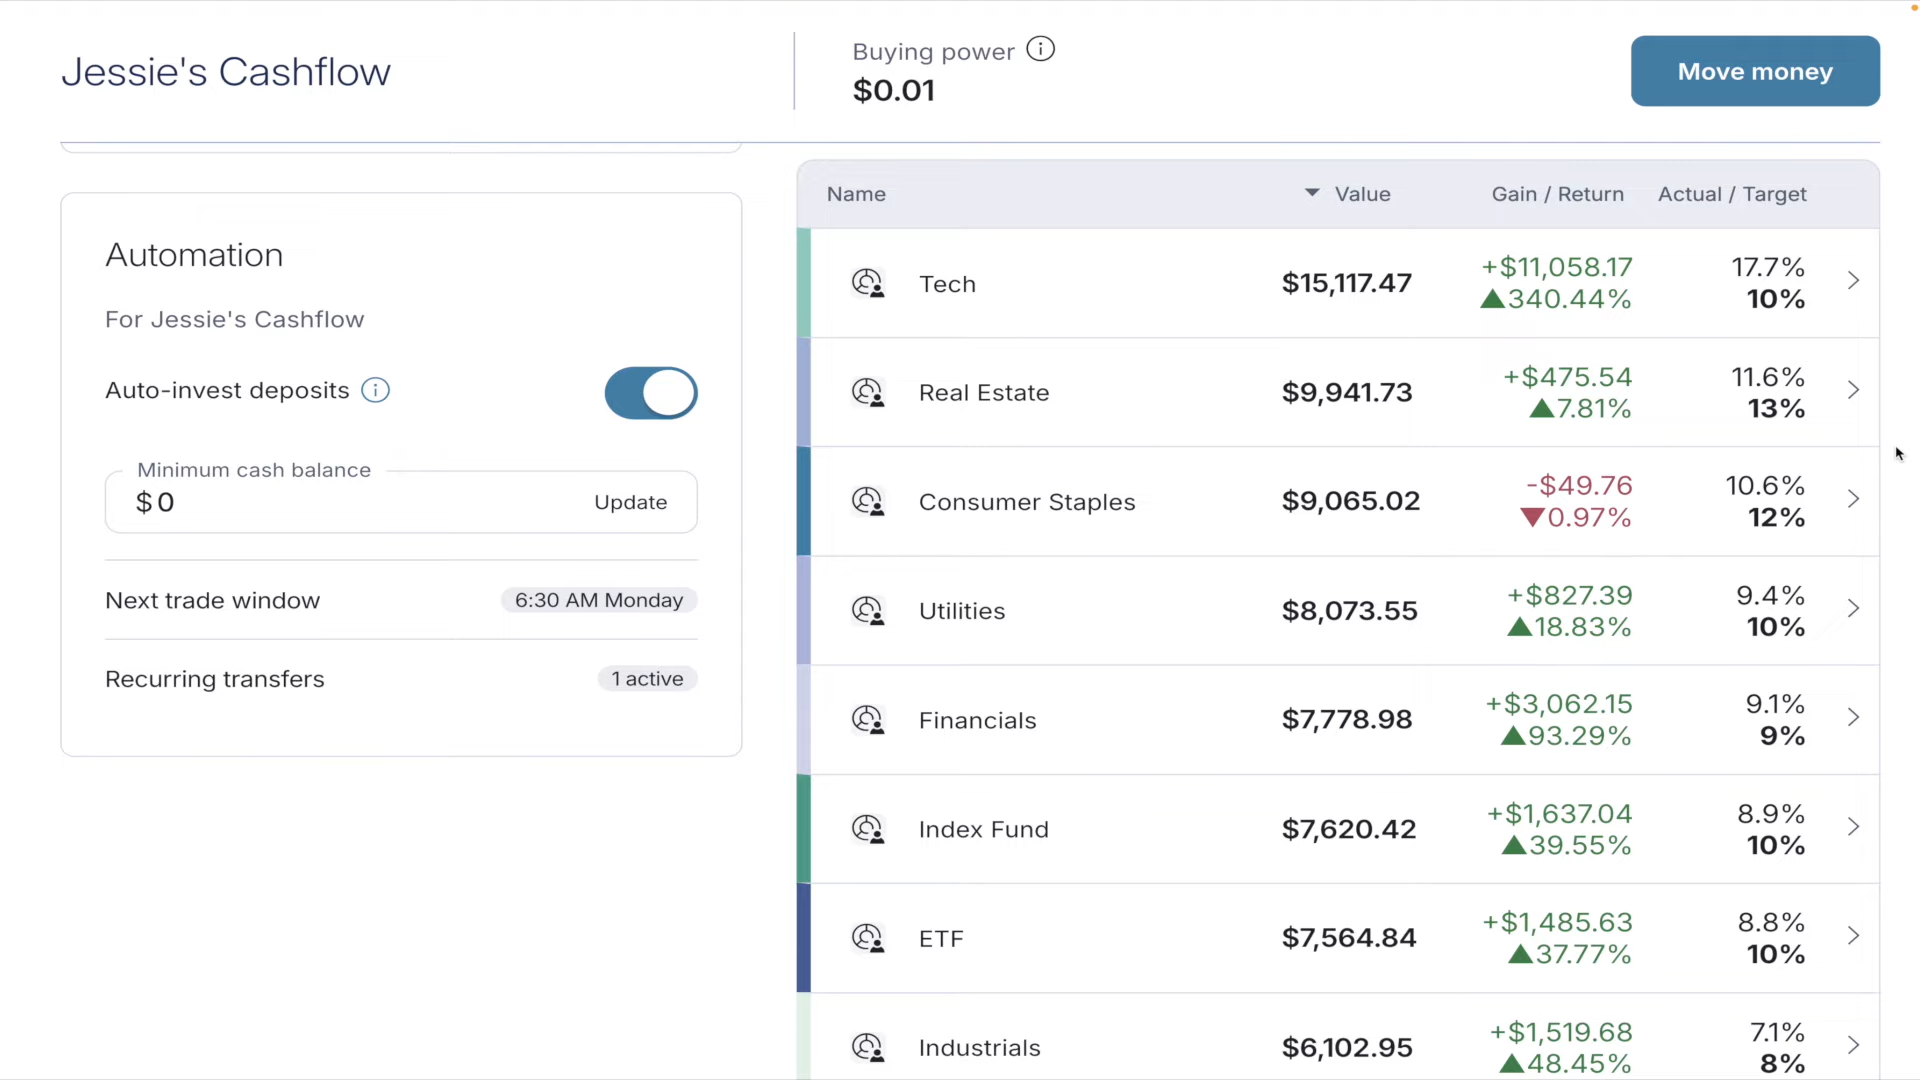 Jessie's Cashflow
Buying power
$0.01
Move money
Automation
For Jessie's Cashflow
Auto-invest deposits
Minimum cash balance
$ 0 Update
Next trade window 6:30 AM Monday
Recurring transfers 1 active
Name Value Gain / Return Actual / Target
Tech $15,117.47 +$11,058.17 17.7%
▲340.44% 10%
Real Estate $9,941.73 +$475.54 11.6%
▲7.81% 13%
Consumer Staples $9,065.02 -$49.76 10.6%
▼0.97% 12%
Utilities $8,073.55 +$827.39 9.4%
▲18.83% 10%
Financials $7,778.98 +$3,062.15 9.1%
▲93.29% 9%
Index Fund $7,620.42 +$1,637.04 8.9%
▲39.55% 10%
ETF $7,564.84 +$1,485.63 8.8%
▲37.77% 10%
Industrials $6,102.95 +$1,519.68 7.1%
▲48.45% 8%